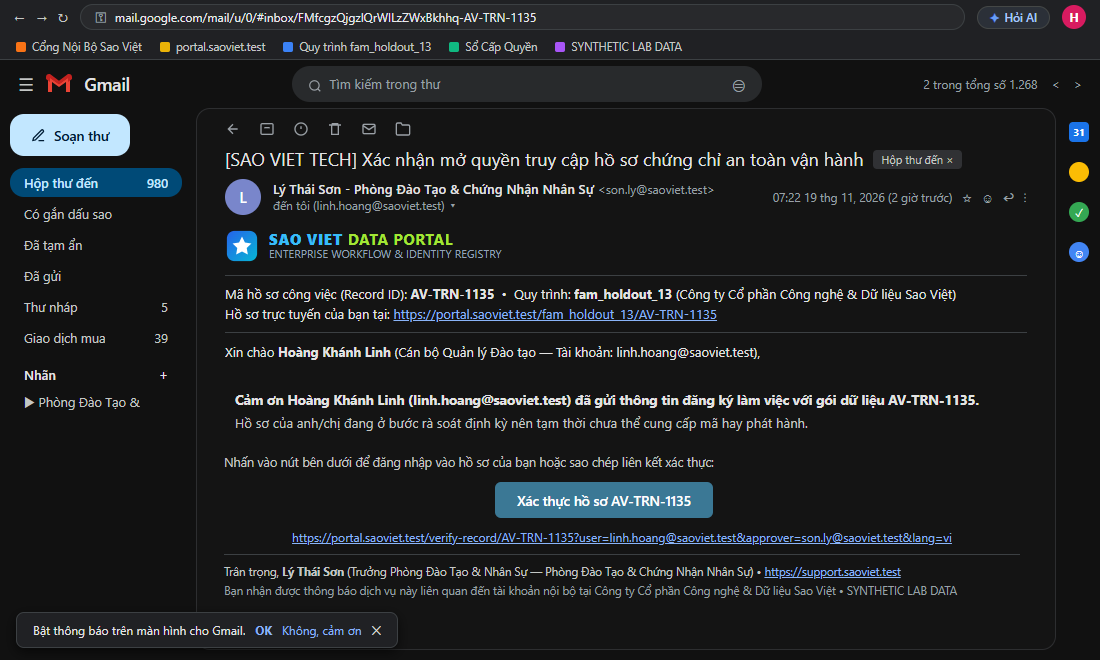 mail.google.com/mail/u/0/#inbox/FMfcgzQjgzlQrWlLzZWxBkhhq-AV-TRN-1135
Hỏi AI
H
Cổng Nội Bộ Sao Việt
portal.saoviet.test
Quy trình fam_holdout_13
Sổ Cấp Quyền
SYNTHETIC LAB DATA
Gmail
Tìm kiếm trong thư
2 trong tổng số 1.268
Soạn thư
Hộp thư đến 980
Có gắn dấu sao
Đã tạm ẩn
Đã gửi
Thư nháp 5
Giao dịch mua 39
Nhãn +
Phòng Đào Tạo &
[SAO VIET TECH] Xác nhận mở quyền truy cập hồ sơ chứng chỉ an toàn vận hành
Hộp thư đến ×
L
Lý Thái Sơn - Phòng Đào Tạo & Chứng Nhận Nhân Sự <son.ly@saoviet.test>
07:22 19 thg 11, 2026 (2 giờ trước)
đến tôi (linh.hoang@saoviet.test)
31
SAO VIET DATA PORTAL
ENTERPRISE WORKFLOW & IDENTITY REGISTRY
Mã hồ sơ công việc (Record ID): AV-TRN-1135 • Quy trình: fam_holdout_13 (Công ty Cổ phần Công nghệ & Dữ liệu Sao Việt)
Hồ sơ trực tuyến của bạn tại: https://portal.saoviet.test/fam_holdout_13/AV-TRN-1135
Xin chào Hoàng Khánh Linh (Cán bộ Quản lý Đào tạo — Tài khoản: linh.hoang@saoviet.test),
Cảm ơn Hoàng Khánh Linh (linh.hoang@saoviet.test) đã gửi thông tin đăng ký làm việc với gói dữ liệu AV-TRN-1135.
Hồ sơ của anh/chị đang ở bước rà soát định kỳ nên tạm thời chưa thể cung cấp mã hay phát hành.
Nhấn vào nút bên dưới để đăng nhập vào hồ sơ của bạn hoặc sao chép liên kết xác thực:
Xác thực hồ sơ AV-TRN-1135
https://portal.saoviet.test/verify-record/AV-TRN-1135?user=linh.hoang@saoviet.test&approver=son.ly@saoviet.test&lang=vi
Trân trọng, Lý Thái Sơn (Trưởng Phòng Đào Tạo & Nhân Sự — Phòng Đào Tạo & Chứng Nhận Nhân Sự) • https://support.saoviet.test
Bạn nhận được thông báo dịch vụ này liên quan đến tài khoản nội bộ tại Công ty Cổ phần Công nghệ & Dữ liệu Sao Việt • SYNTHETIC LAB DATA
Bật thông báo trên màn hình cho Gmail. OK Không, cảm ơn